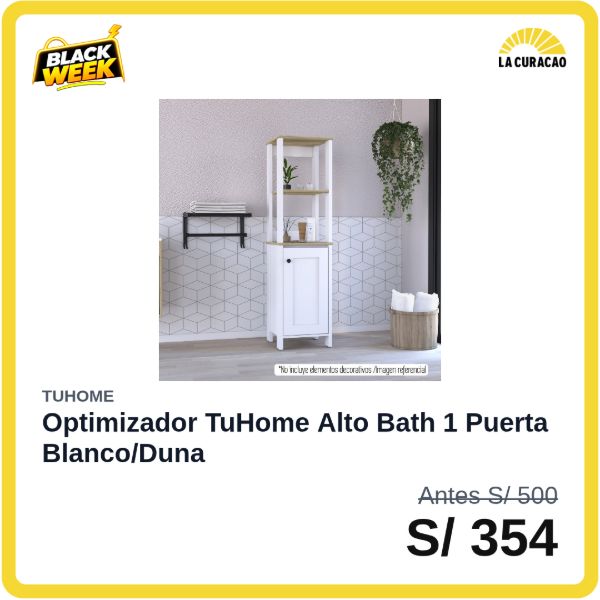 BLACK
WEEK
LA CURACAO
*No incluye elementos decorativos /Imagen referencial
TUHOME
Optimizador TuHome Alto Bath 1 Puerta
Blanco/Duna
Antes S/ 500
S/ 354